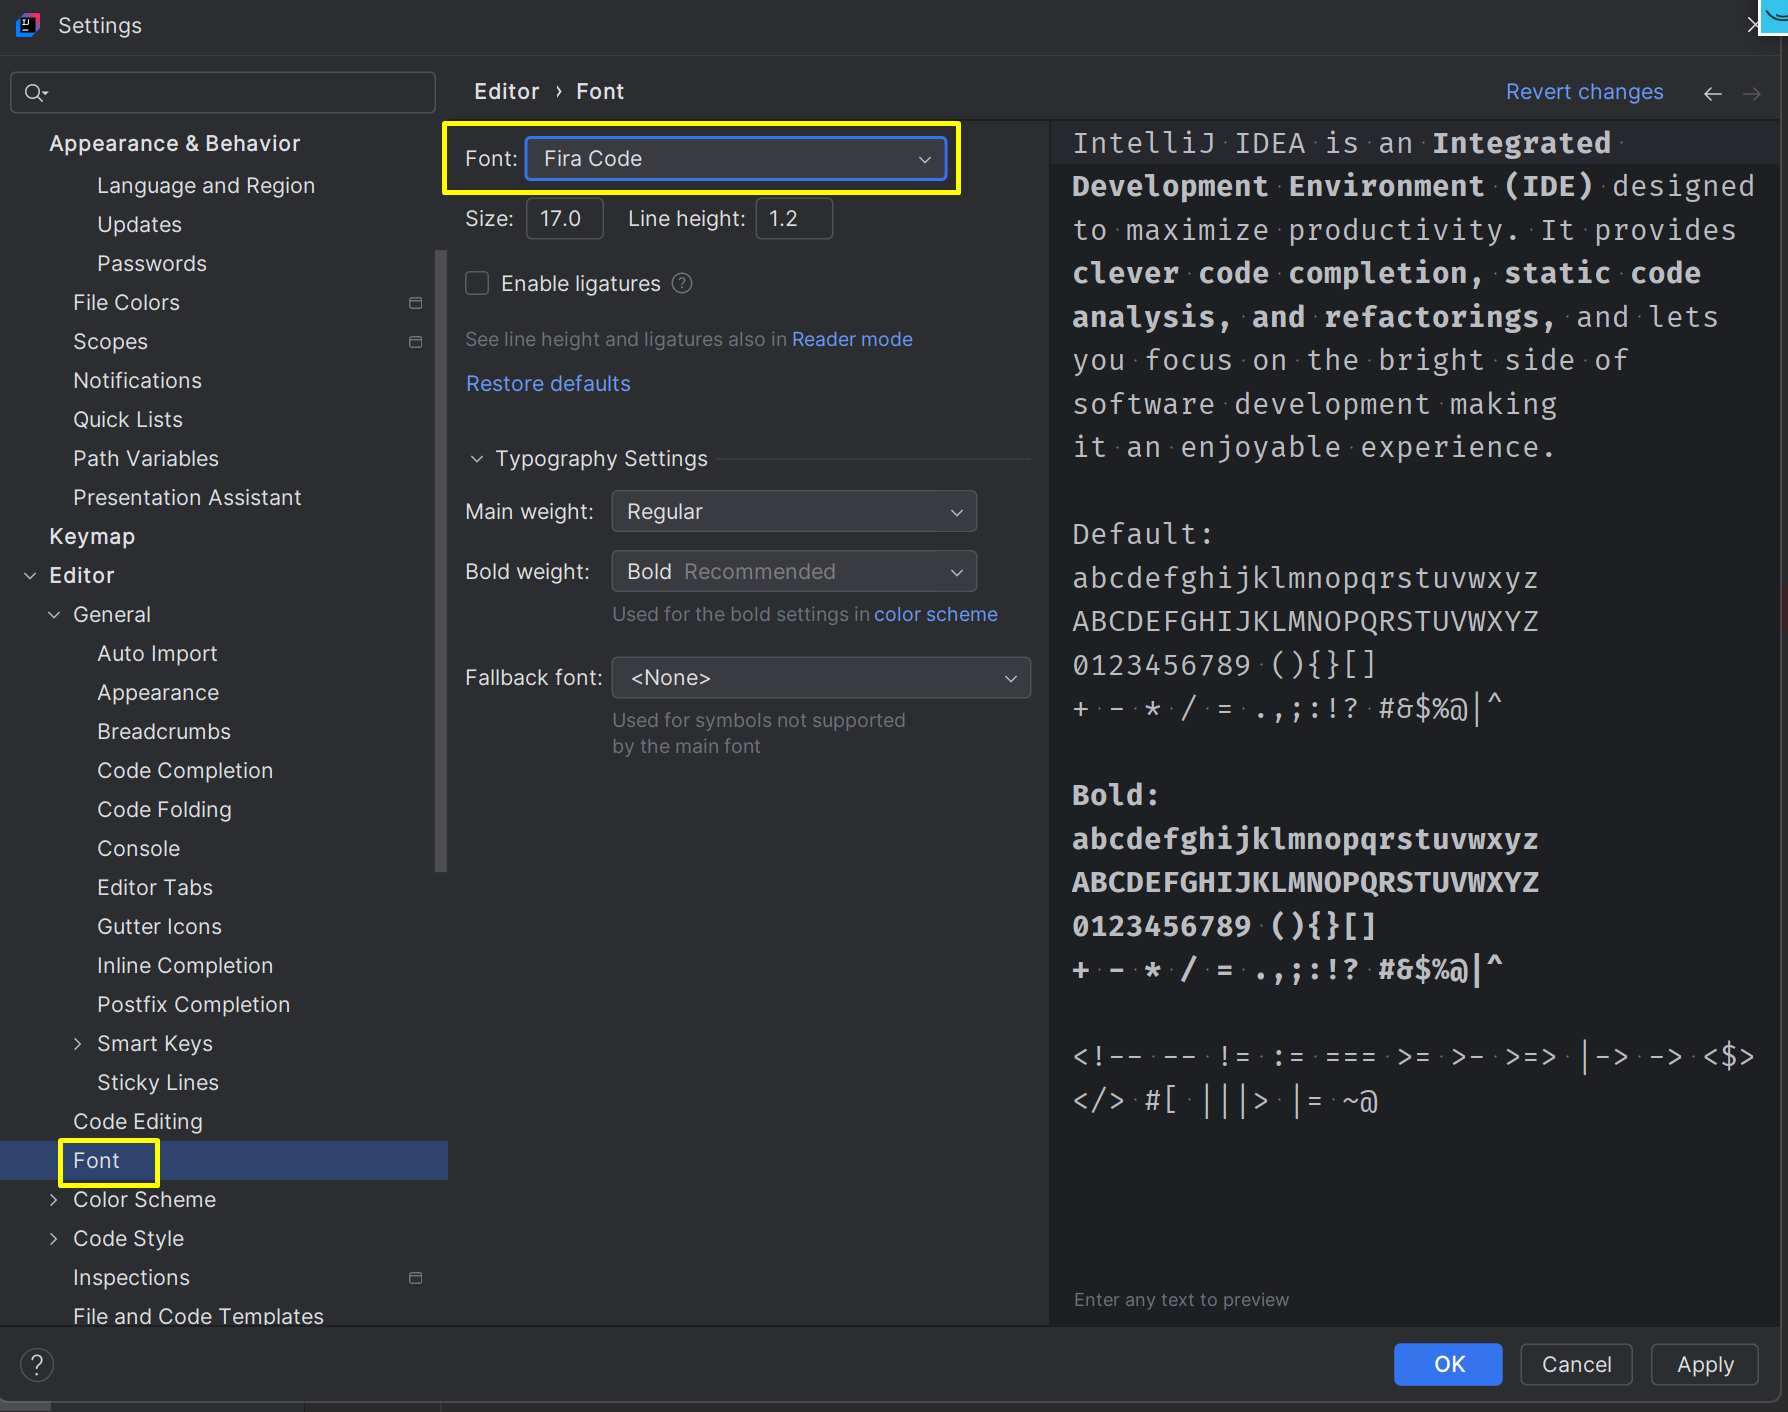 Settings
Editor › Font
Revert changes
Appearance & Behavior
Language and Region
Updates
Passwords
File Colors
Scopes
Notifications
Quick Lists
Path Variables
Presentation Assistant
Keymap
Editor
General
Auto Import
Appearance
Breadcrumbs
Code Completion
Code Folding
Console
Editor Tabs
Gutter Icons
Inline Completion
Postfix Completion
Smart Keys
Sticky Lines
Code Editing
Font
Color Scheme
Code Style
Inspections
File and Code Templates
Font: Fira Code
Size: 17.0 Line height: 1.2
Enable ligatures ?
See line height and ligatures also in Reader mode
Restore defaults
Typography Settings
Main weight: Regular
Bold weight: Bold Recommended
Used for the bold settings in color scheme
Fallback font: <None>
Used for symbols not supported
by the main font
IntelliJ IDEA is an Integrated
Development Environment (IDE) designed
to maximize productivity. It provides
clever code completion, static code
analysis, and refactorings, and lets
you focus on the bright side of
software development making
it an enjoyable experience.
Default:
abcdefghijklmnopqrstuvwxyz
ABCDEFGHIJKLMNOPQRSTUVWXYZ
0123456789 (){}[]
+ - * / = .,;:!? #&$%@|^
Bold:
abcdefghijklmnopqrstuvwxyz
ABCDEFGHIJKLMNOPQRSTUVWXYZ
0123456789 (){}[]
+ - * / = .,;:!? #&$%@|^
<!-- -- != := === >= >- >=> |-> -> <$>
</> #[ |||> |= ~@
Enter any text to preview
?
OK Cancel Apply